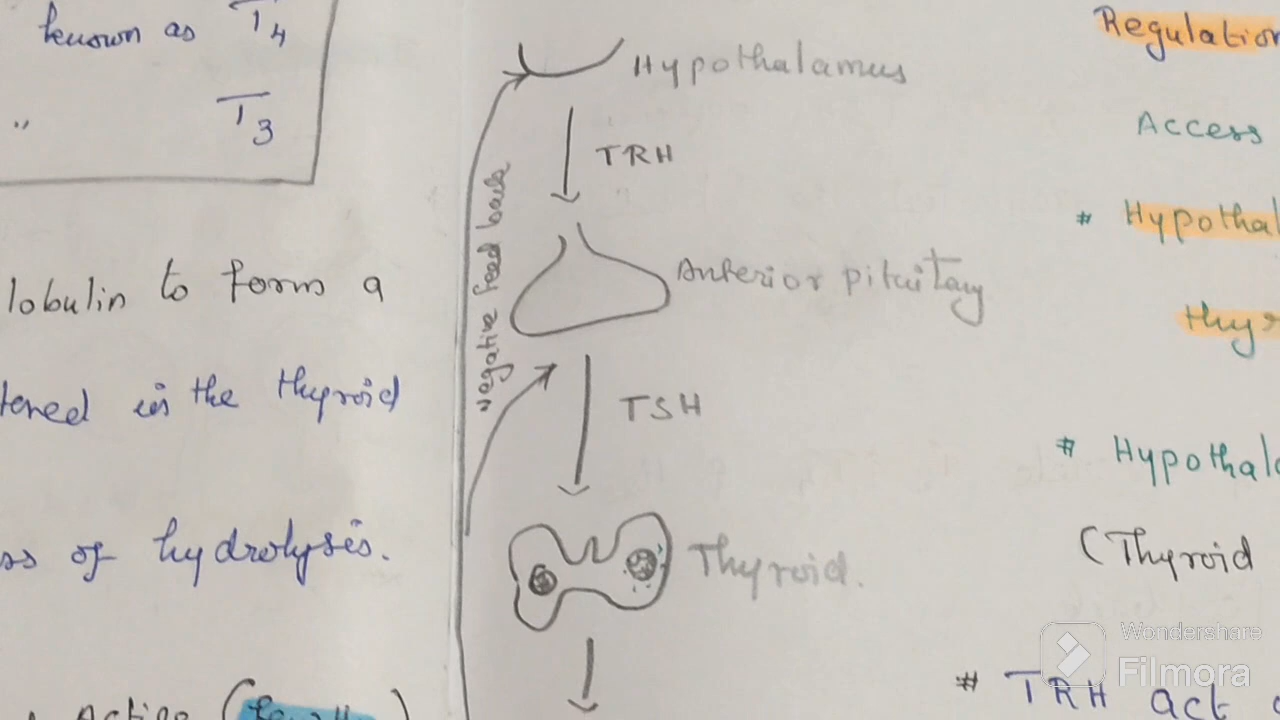 known as T4
" T3
lobulin to form a
tored in the thyroid
ss of hydrolysis.
Hypothalamus
TRH
Negative feed back
Anterior pituitary
TSH
Thyroid.
Regulation
Access
# Hypothal
thyr
# Hypothala
(Thyroid
# TRH act
Wondershare
Filmora